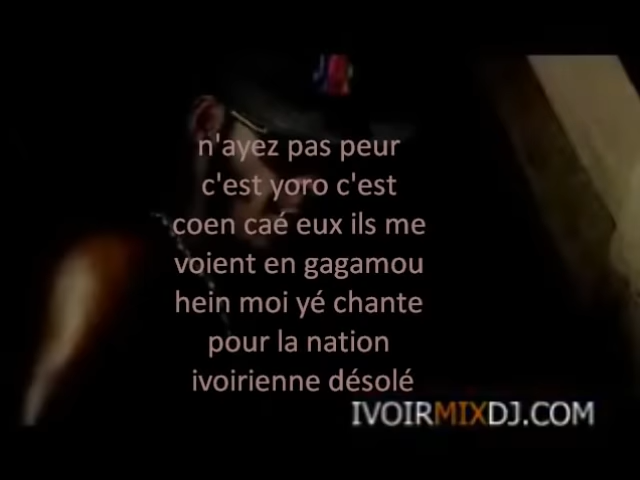 n'ayez pas peur
c'est yoro c'est
coen caé eux ils me
voient en gagamou
hein moi yé chante
pour la nation
ivoirienne désolé
IVOIRMIXDJ.COM